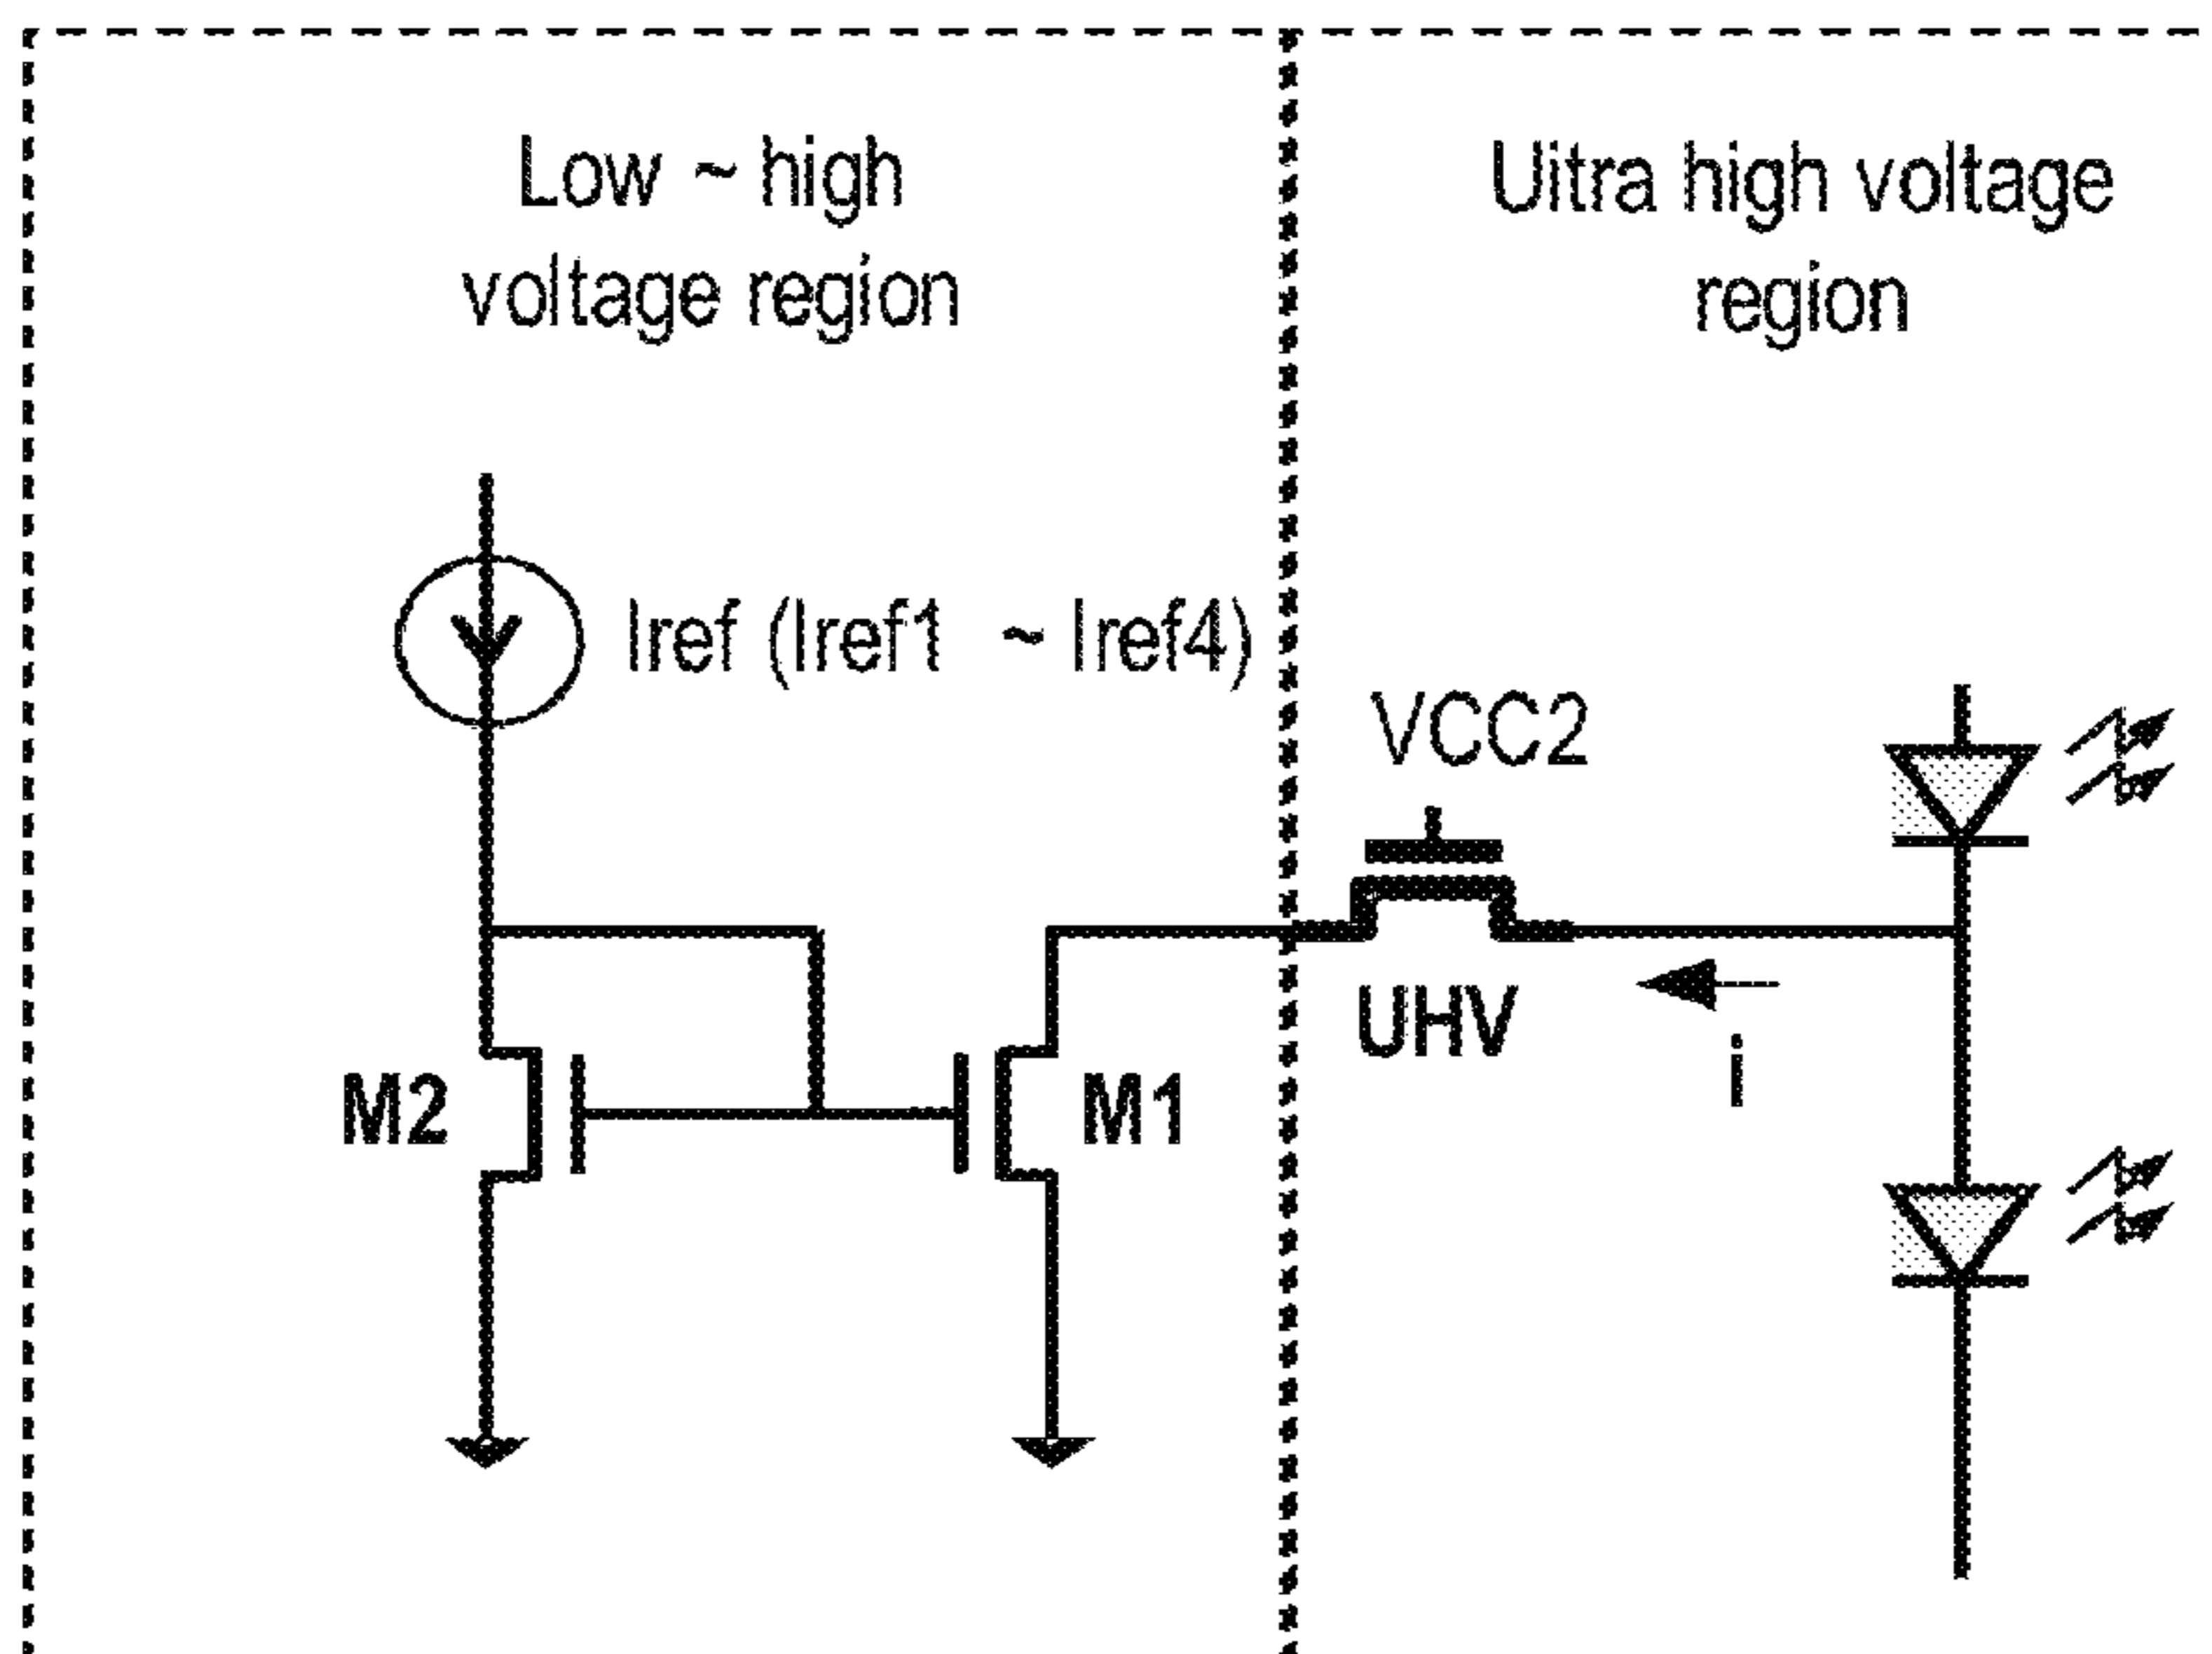 Low ~ high
voltage region
Uitra high voltage
region
Iref (Iref1 ~ Iref4)
VCC2
UHV
i
M2
M1